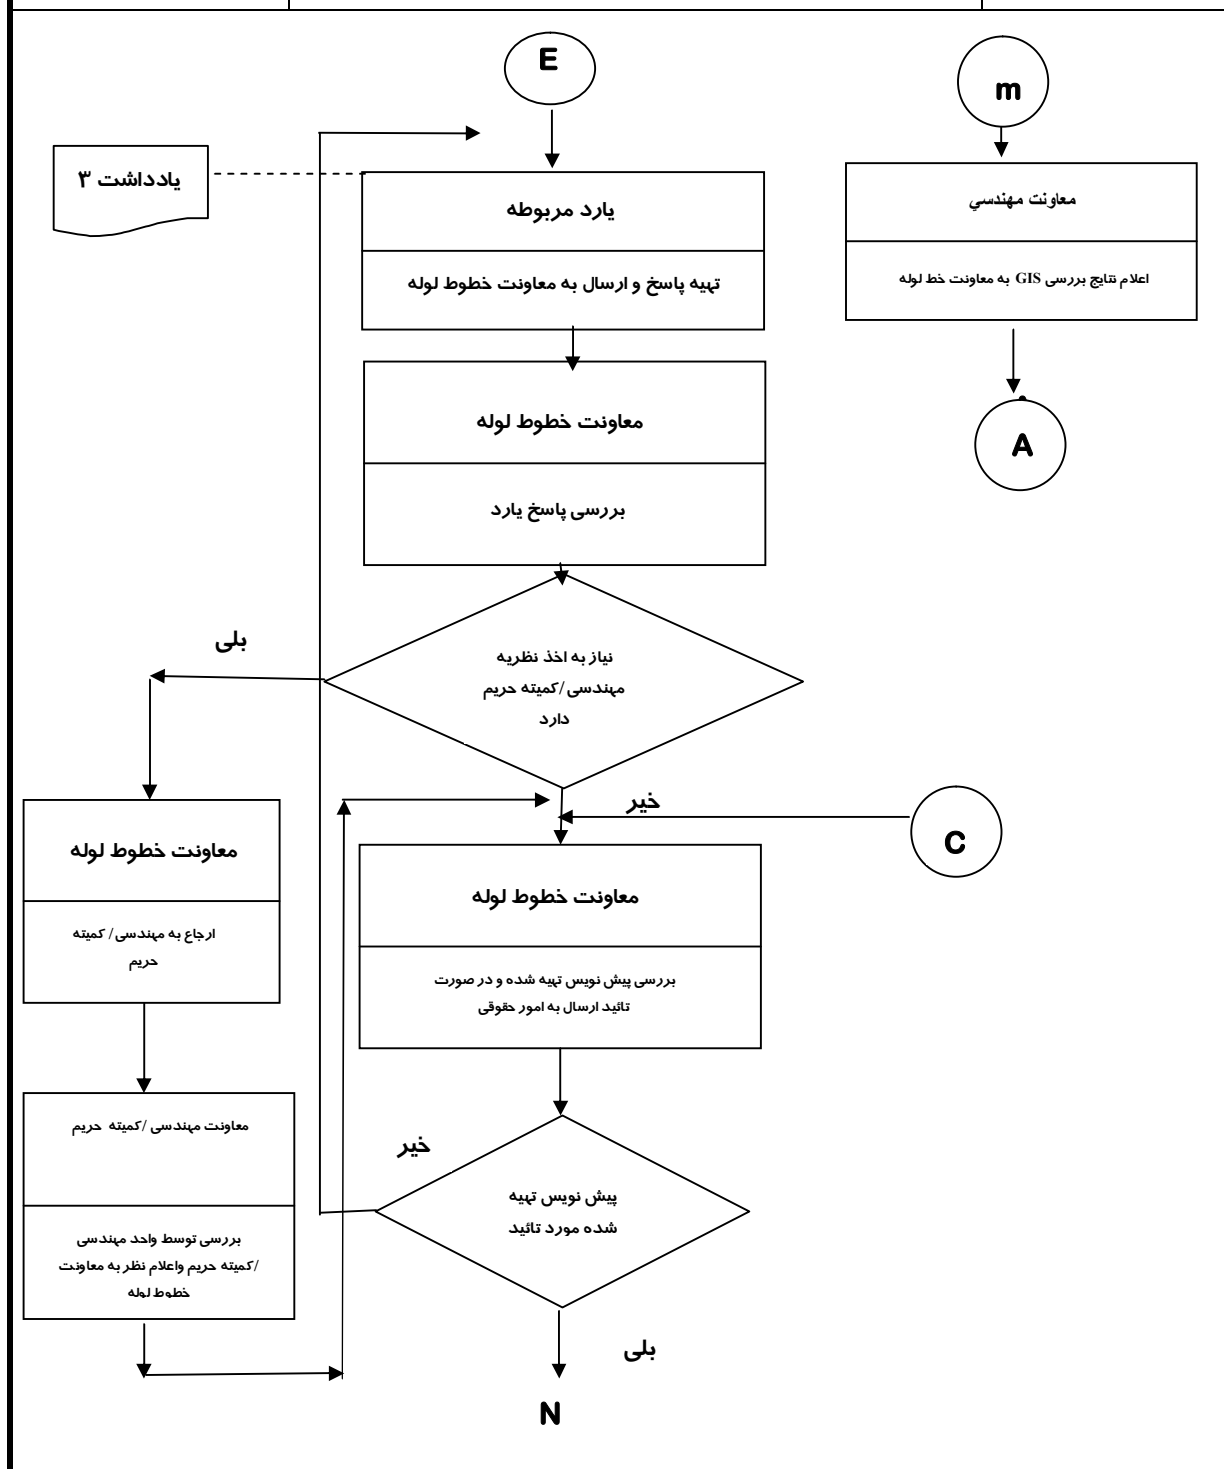 E
m
یادداشت ۳
یارد مربوطه
تهیه پاسخ و ارسال به معاونت خطوط لوله
معاونت مهندسي
اعلام نتایج بررسی GIS به معاونت خط لوله
A
معاونت خطوط لوله
بررسی پاسخ یارد
نیاز به اخذ نظریه
مهندسی/کمیته حریم
دارد
بلی
خیر
C
معاونت خطوط لوله
ارجاع به مهندسی/ کمیته
حریم
معاونت خطوط لوله
بررسی پیش نویس تهیه شده و در صورت
تائید ارسال به امور حقوقی
معاونت مهندسی /کمیته حریم
بررسی توسط واحد مهندسی
/کمیته حریم واعلام نظر به معاونت
خطوط لوله
خیر
پیش نویس تهیه
شده مورد تائید
بلی
N